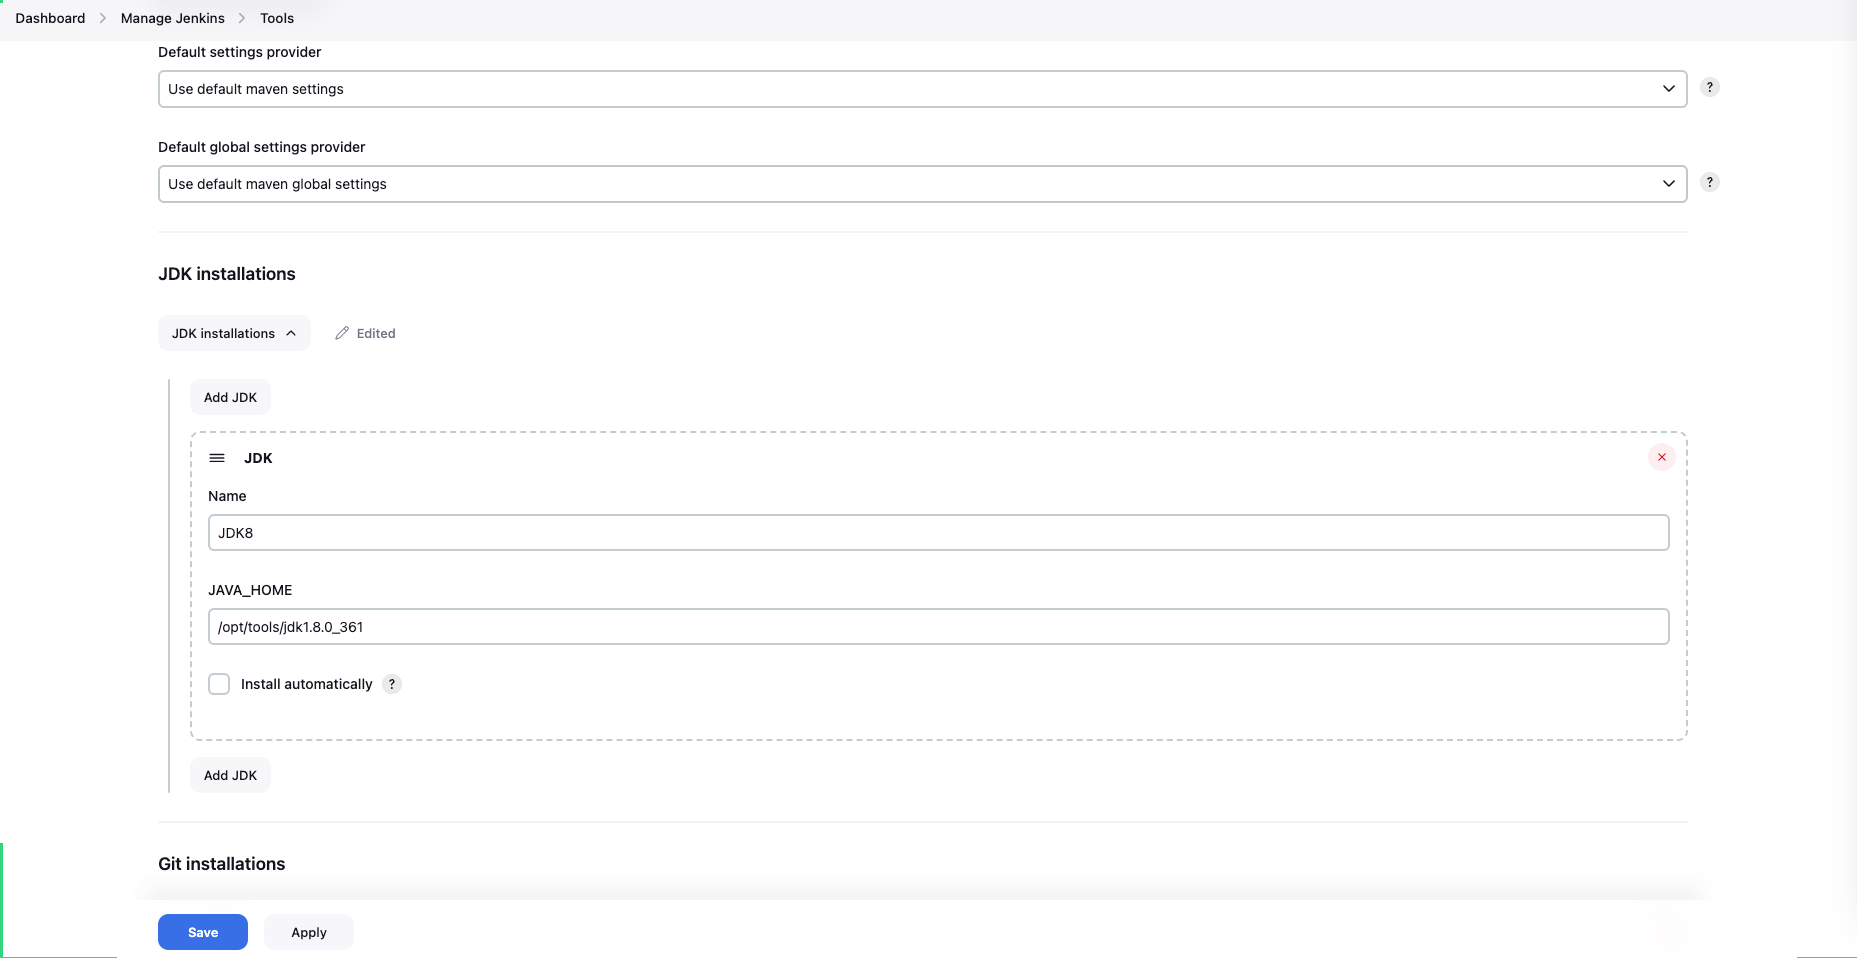 Dashboard > Manage Jenkins > Tools
Default settings provider
Use default maven settings
?
Default global settings provider
Use default maven global settings
?
JDK installations
JDK installations Edited
Add JDK
JDK
Name
JDK8
JAVA_HOME
/opt/tools/jdk1.8.0_361
Install automatically ?
Add JDK
Git installations
Save Apply